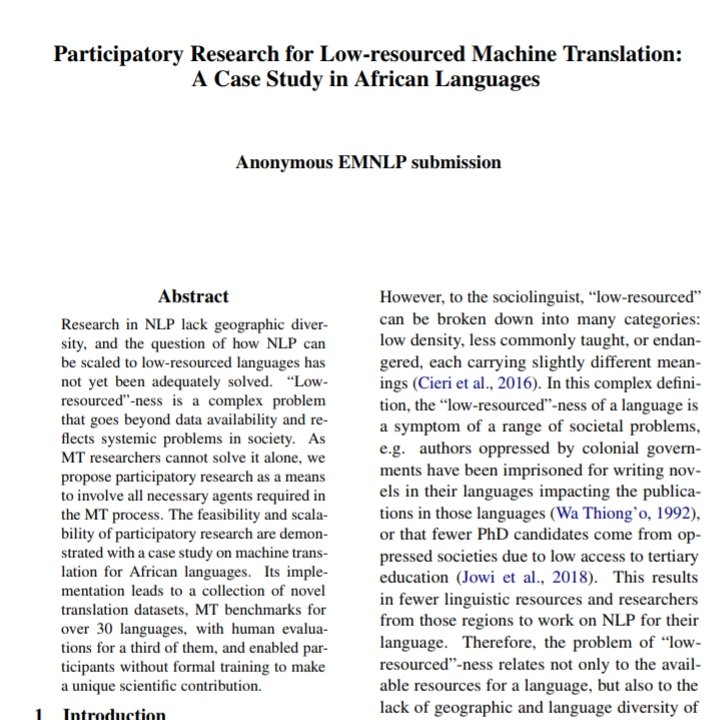 Participatory Research for Low-resourced Machine Translation:
A Case Study in African Languages
Anonymous EMNLP submission
Abstract
Research in NLP lack geographic diver-
sity, and the question of how NLP can
be scaled to low-resourced languages has
not yet been adequately solved. “Low-
resourced”-ness is a complex problem
that goes beyond data availability and re-
flects systemic problems in society. As
MT researchers cannot solve it alone, we
propose participatory research as a means
to involve all necessary agents required in
the MT process. The feasibility and scala-
bility of participatory research are demon-
strated with a case study on machine trans-
lation for African languages. Its imple-
mentation leads to a collection of novel
translation datasets, MT benchmarks for
over 30 languages, with human evalua-
tions for a third of them, and enabled par-
ticipants without formal training to make
a unique scientific contribution.
1 Introduction
However, to the sociolinguist, “low-resourced”
can be broken down into many categories:
low density, less commonly taught, or endan-
gered, each carrying slightly different mean-
ings (Cieri et al., 2016). In this complex defini-
tion, the “low-resourced”-ness of a language is
a symptom of a range of societal problems,
e.g. authors oppressed by colonial govern-
ments have been imprisoned for writing nov-
els in their languages impacting the publica-
tions in those languages (Wa Thiong’o, 1992),
or that fewer PhD candidates come from op-
pressed societies due to low access to tertiary
education (Jowi et al., 2018). This results
in fewer linguistic resources and researchers
from those regions to work on NLP for their
language. Therefore, the problem of “low-
resourced”-ness relates not only to the avail-
able resources for a language, but also to the
lack of geographic and language diversity of